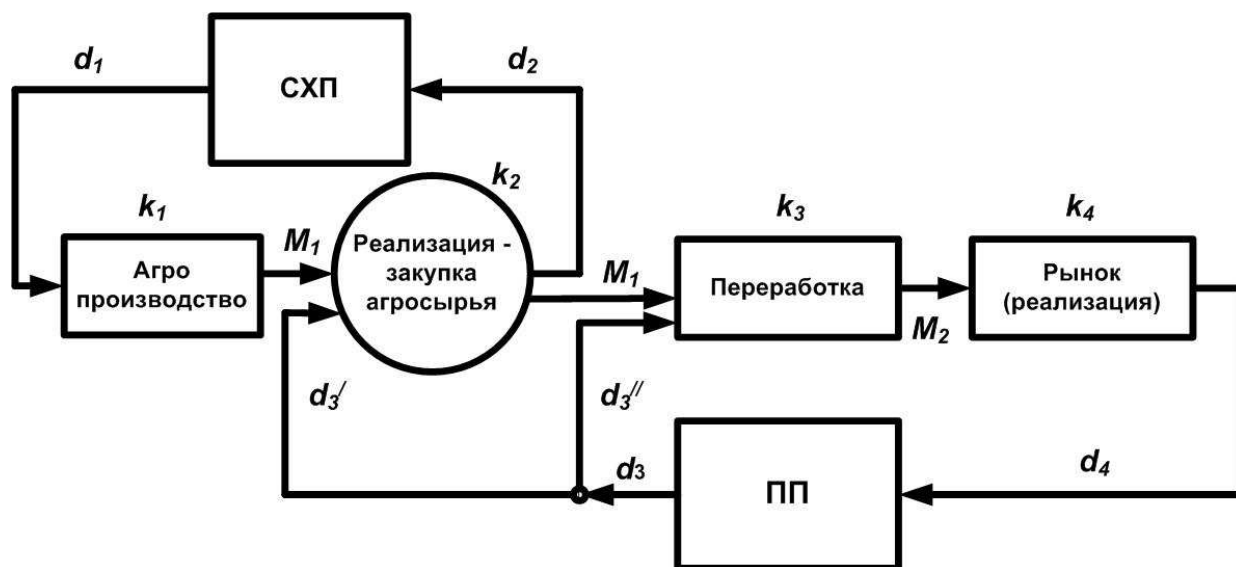 d₁
СХП
d₂
k₁
k₂
k₃
k₄
Агро
производство
M₁
Реализация -
закупка
агросырья
M₁
Переработка
M₂
Рынок
(реализация)
d₃/
d₃//
d₃
ПП
d₄